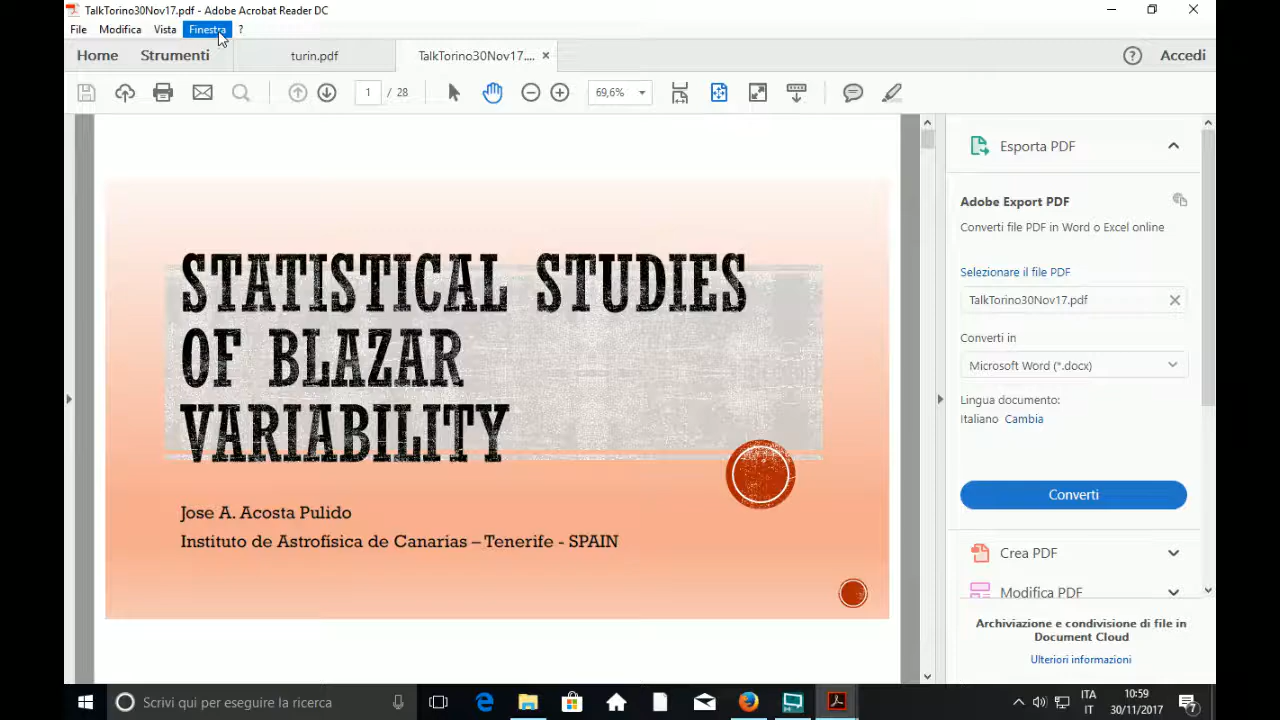 TalkTorino30Nov17.pdf - Adobe Acrobat Reader DC
File Modifica Vista Finestra ?
Home Strumenti turin.pdf TalkTorino30Nov17.... × Accedi
1 / 28 69,6%
STATISTICAL STUDIES
OF BLAZAR
VARIABILITY
Jose A. Acosta Pulido
Instituto de Astrofísica de Canarias – Tenerife - SPAIN
Esporta PDF
Adobe Export PDF
Converti file PDF in Word o Excel online
Selezionare il file PDF
TalkTorino30Nov17.pdf
Converti in
Microsoft Word (*.docx)
Lingua documento:
Italiano Cambia
Converti
Crea PDF
Modifica PDF
Archiviazione e condivisione di file in
Document Cloud
Ulteriori informazioni
Scrivi qui per eseguire la ricerca
ITA
IT
10:59
30/11/2017
7